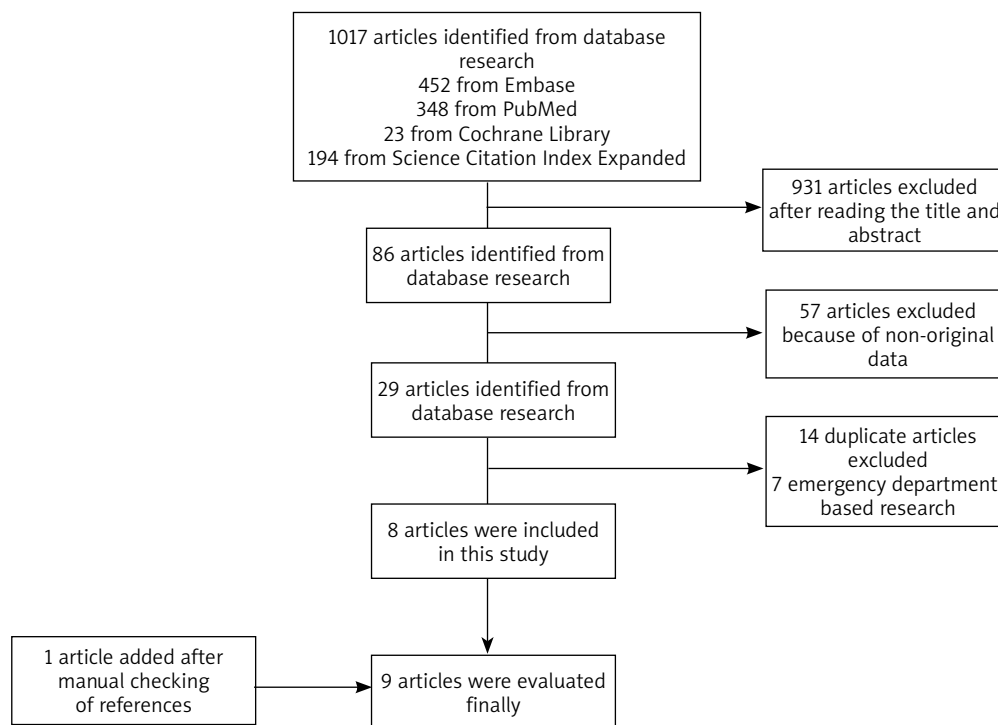 1017 articles identified from database
research
452 from Embase
348 from PubMed
23 from Cochrane Library
194 from Science Citation Index Expanded
931 articles excluded
after reading the title and
abstract
86 articles identified from
database research
57 articles excluded
because of non-original
data
29 articles identified from
database research
14 duplicate articles
excluded
7 emergency department
based research
8 articles were included
in this study
1 article added after
manual checking
of references
9 articles were evaluated
finally